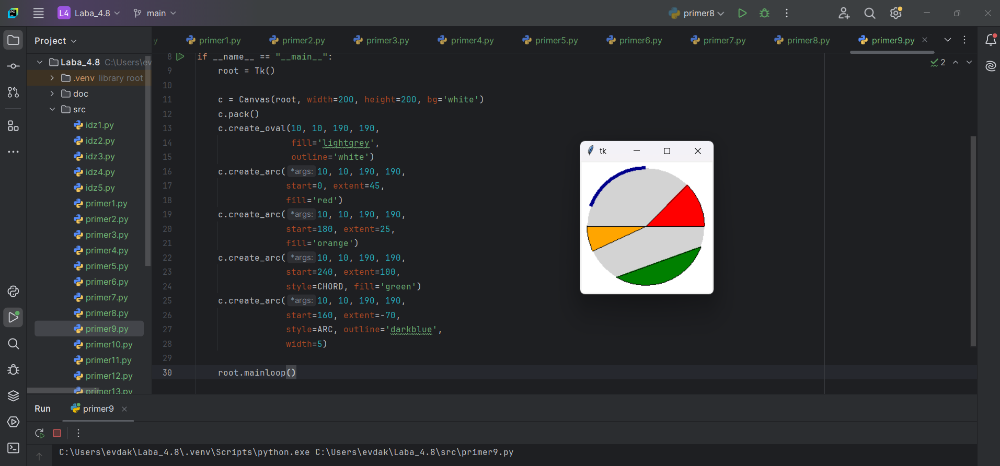 L4 Laba_4.8 main primer8
Project
y primer1.py primer2.py primer3.py primer4.py primer5.py primer6.py primer7.py primer8.py primer9.py
Laba_4.8 C:\Users\ev
.venv library root
doc
src
idz1.py
idz2.py
idz3.py
idz4.py
idz5.py
primer1.py
primer2.py
primer3.py
primer4.py
primer5.py
primer6.py
primer7.py
primer8.py
primer9.py
primer10.py
primer11.py
primer12.py
primer13.py
2
8 if __name__ == "__main__":
9 root = Tk()
10
11 c = Canvas(root, width=200, height=200, bg='white')
12 c.pack()
13 c.create_oval(10, 10, 190, 190,
14 fill='lightgrey',
15 outline='white')
16 c.create_arc( *args: 10, 10, 190, 190,
17 start=0, extent=45,
18 fill='red')
19 c.create_arc( *args: 10, 10, 190, 190,
20 start=180, extent=25,
21 fill='orange')
22 c.create_arc( *args: 10, 10, 190, 190,
23 start=240, extent=100,
24 style=CHORD, fill='green')
25 c.create_arc( *args: 10, 10, 190, 190,
26 start=160, extent=-70,
27 style=ARC, outline='darkblue',
28 width=5)
29
30 root.mainloop()
tk
Run primer9
C:\Users\evdak\Laba_4.8\.venv\Scripts\python.exe C:\Users\evdak\Laba_4.8\src\primer9.py